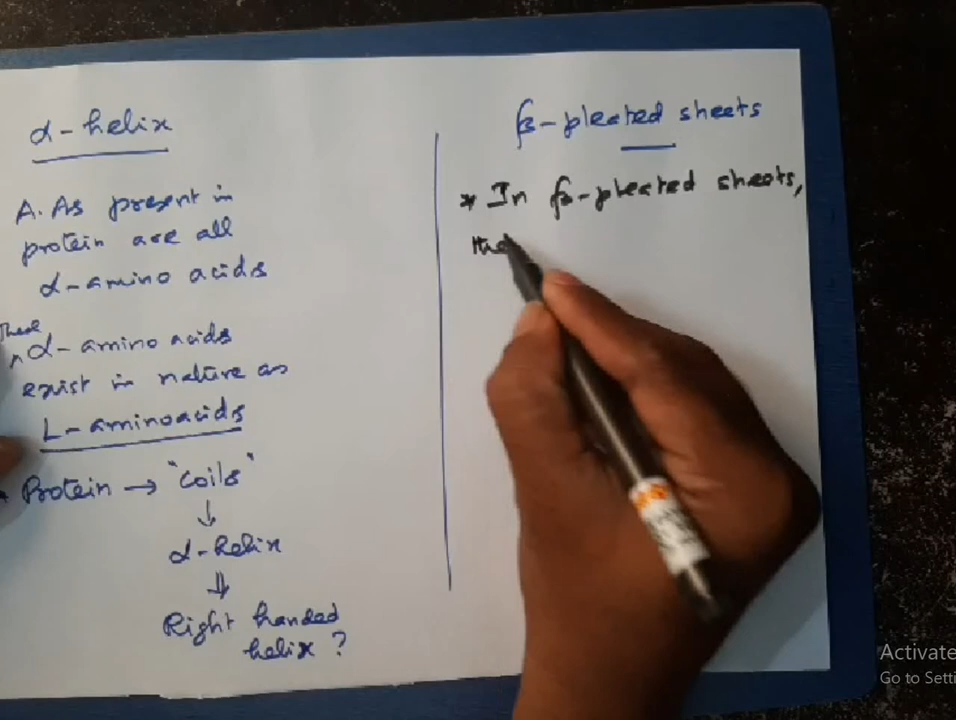 α-helix
A.As present in
protein are all
α-amino acids
These
α-amino acids
exist in nature as
L-aminoacids
Protein → "coils"
↓
α-helix
⇓
Right handed
helix ?
β-pleated sheets
* In β-pleated sheets,
the
Activate
Go to Setti